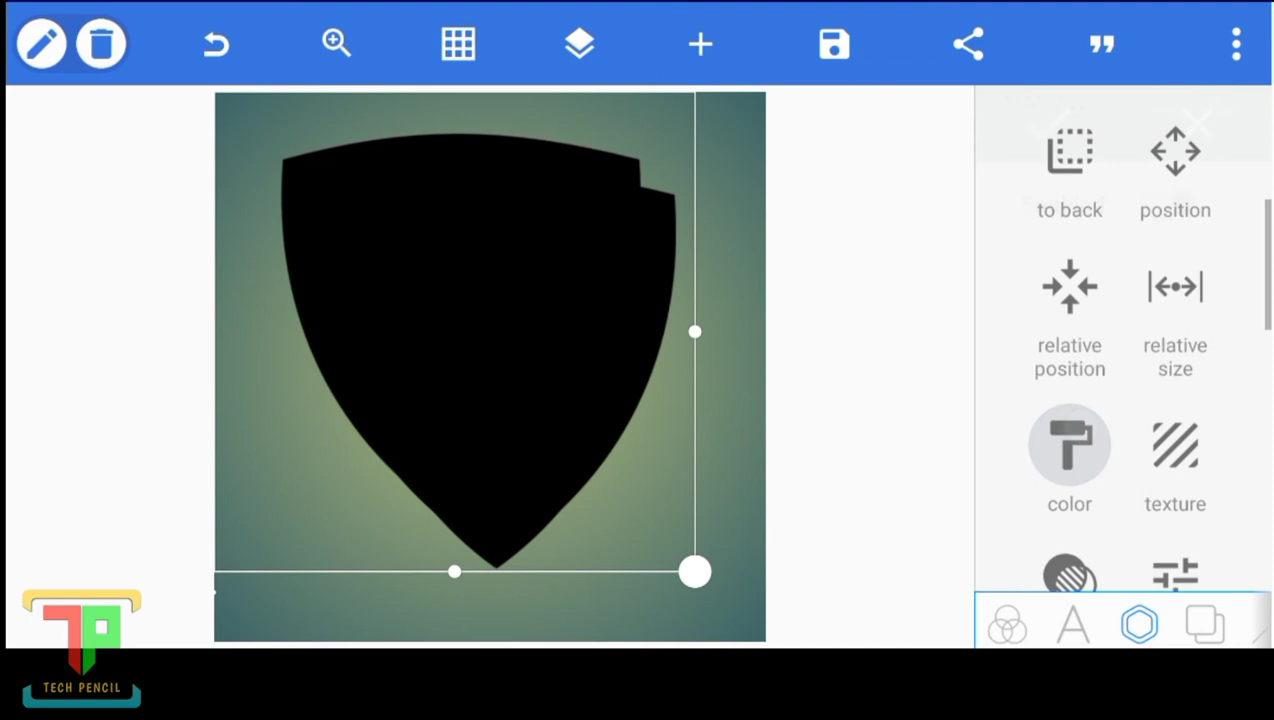 to back
position
relative
position
relative
size
color
texture
TECH PENCIL